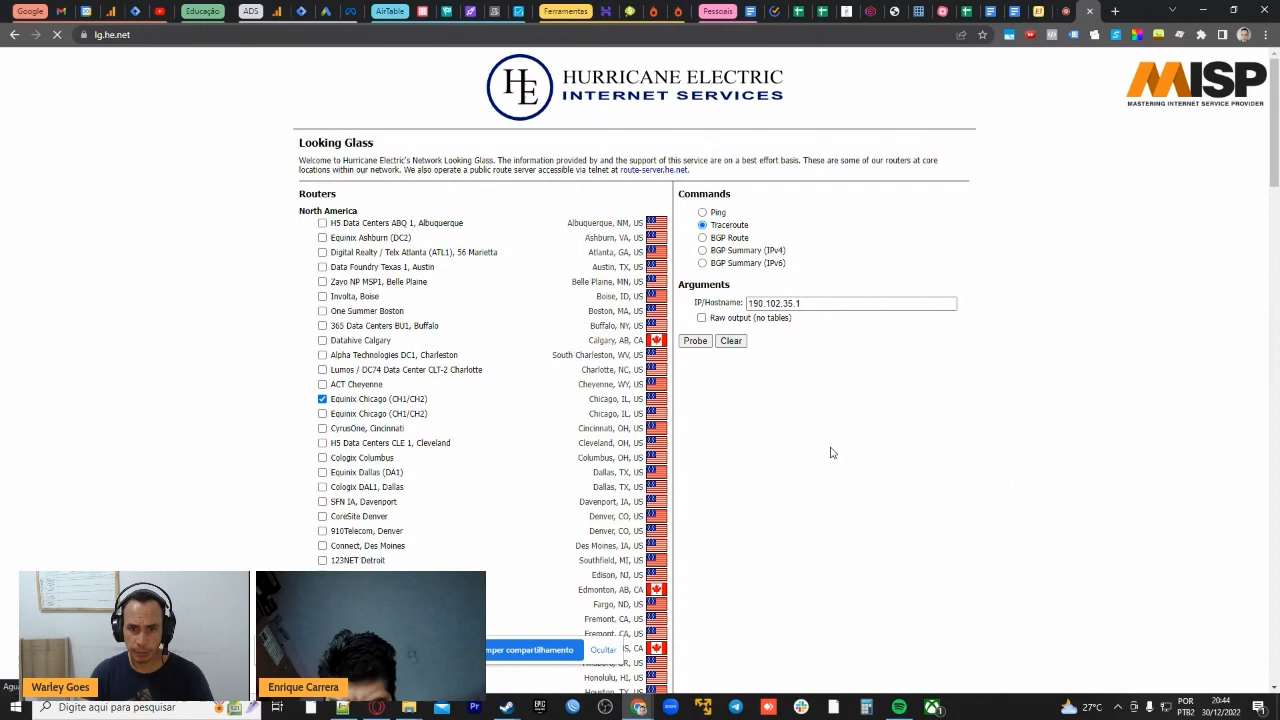 Google
Educação
ADS
AirTable
Ferramentas
Pessoais
lg.he.net
HE
HURRICANE ELECTRIC
INTERNET SERVICES
MISP
MASTERING INTERNET SERVICE PROVIDER
Looking Glass
Welcome to Hurricane Electric's Network Looking Glass. The information provided by and the support of this service are on a best effort basis. These are some of our routers at core
locations within our network. We also operate a public route server accessible via telnet at route-server.he.net.
Routers
North America
H5 Data Centers ABQ 1, Albuquerque Albuquerque, NM, US
Equinix Ashburn (DC2) Ashburn, VA, US
Digital Realty / Telx Atlanta (ATL1), 56 Marietta Atlanta, GA, US
Data Foundry Texas 1, Austin Austin, TX, US
Zayo NP MSP1, Belle Plaine Belle Plaine, MN, US
Involta, Boise Boise, ID, US
One Summer Boston Boston, MA, US
365 Data Centers BU1, Buffalo Buffalo, NY, US
Datahive Calgary Calgary, AB, CA
Alpha Technologies DC1, Charleston South Charleston, WV, US
Lumos / DC74 Data Center CLT-2 Charlotte Charlotte, NC, US
ACT Cheyenne Cheyenne, WY, US
Equinix Chicago (CH1/CH2) Chicago, IL, US
Equinix Chicago (CH1/CH2) Chicago, IL, US
CyrusOne, Cincinnati Cincinnati, OH, US
H5 Data Centers CLE 1, Cleveland Cleveland, OH, US
Cologix Columbus Columbus, OH, US
Equinix Dallas (DA1) Dallas, TX, US
Cologix DAL1, Dallas Dallas, TX, US
SFN IA, Davenport Davenport, IA, US
CoreSite Denver Denver, CO, US
910Telecom, Denver Denver, CO, US
Connect, Des Moines Des Moines, IA, US
123NET Detroit Southfield, MI, US
Edison, NJ, US
Edmonton, AB, CA
Fargo, ND, US
Fremont, CA, US
Fremont, CA, US
S, CA
R, US
Honolulu, HI, US
Houston, TX, US
Commands
Ping
Traceroute
BGP Route
BGP Summary (IPv4)
BGP Summary (IPv6)
Arguments
IP/Hostname: 190.102.35.1
Raw output (no tables)
Probe Clear
mper compartilhamento Ocultar
Warley Goes
Enrique Carrera
Digite aqui para pesquisar
EPIC
zoom
27°C
POR
PTB2
20:44
30/12/2022